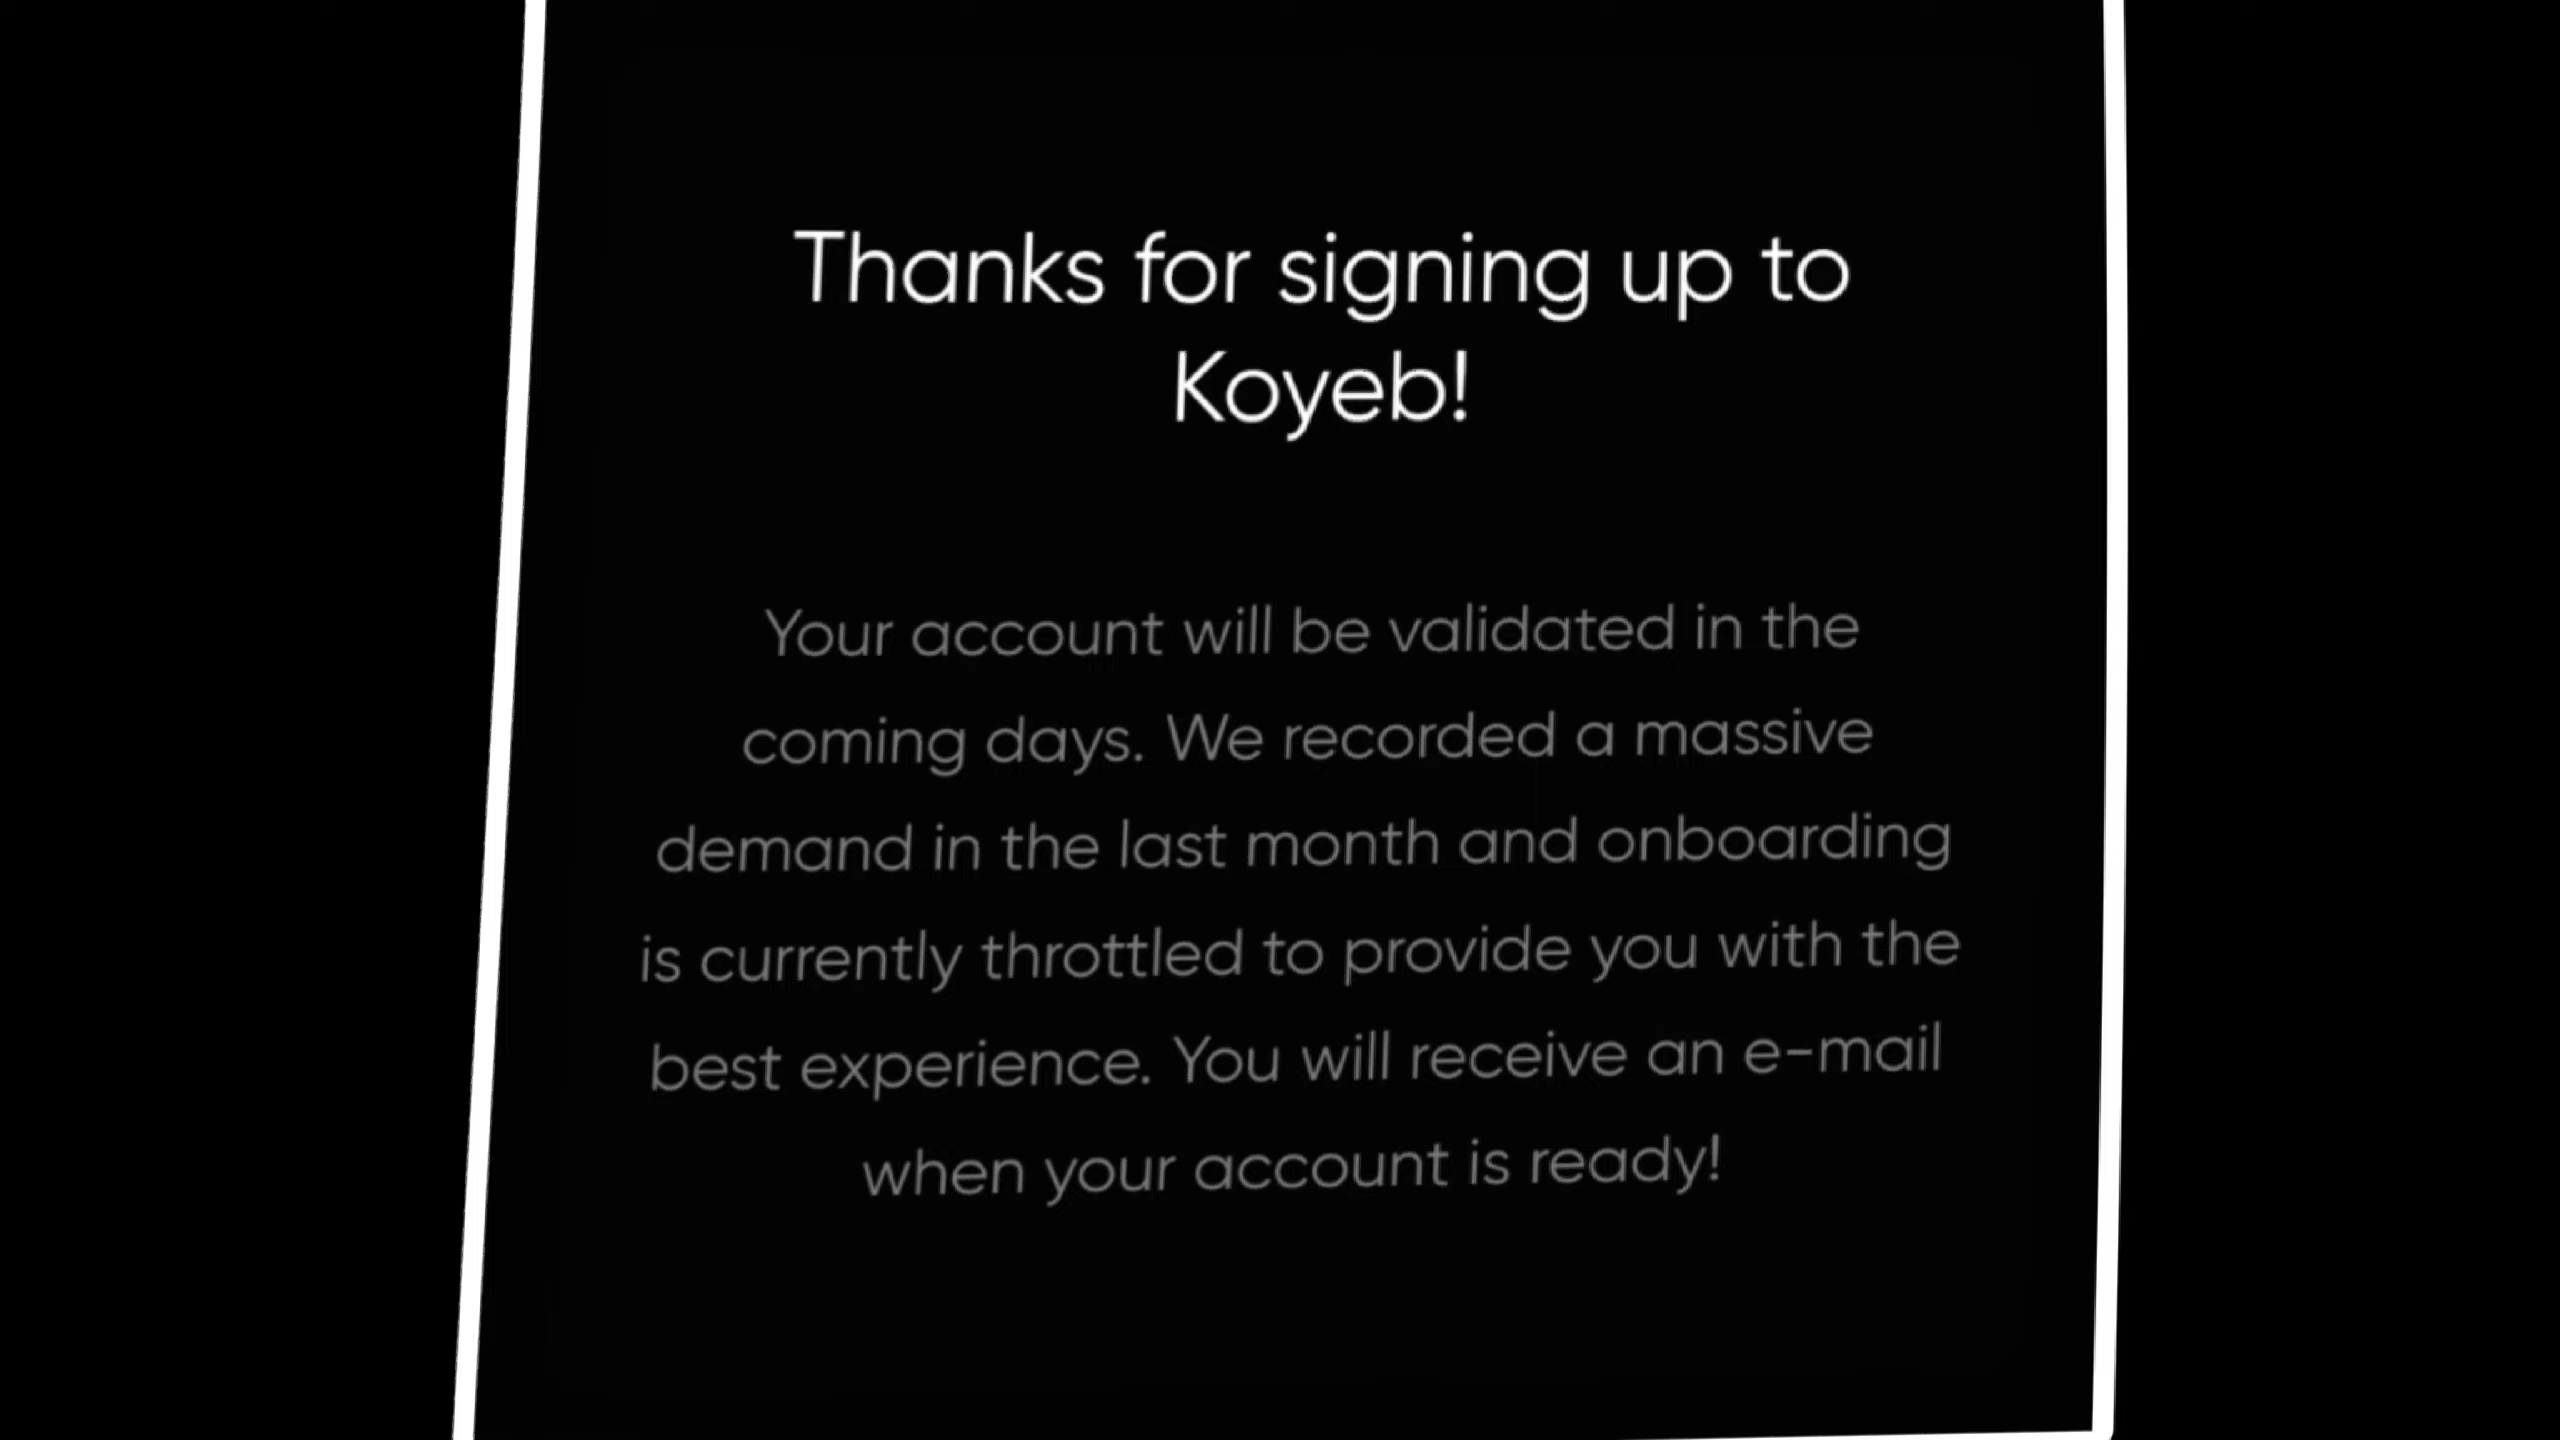 Thanks for signing up to
Koyeb!
Your account will be validated in the
coming days. We recorded a massive
demand in the last month and onboarding
is currently throttled to provide you with the
best experience. You will receive an e-mail
when your account is ready!